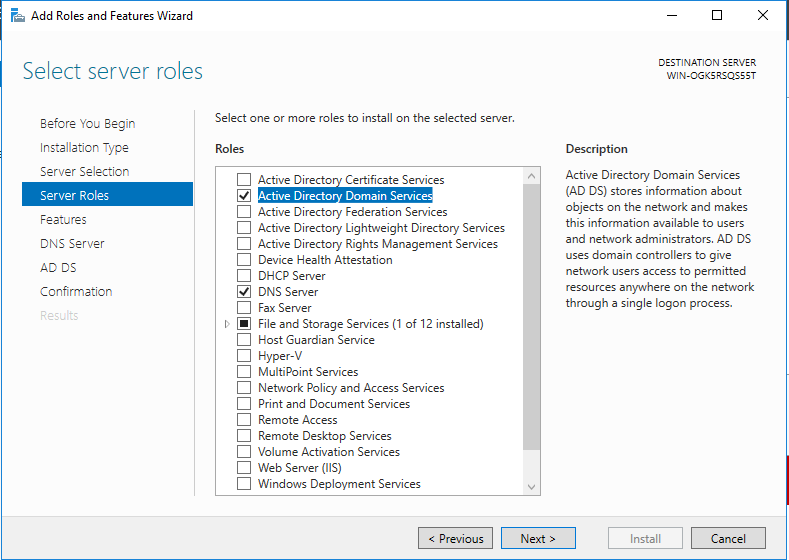 Add Roles and Features Wizard
Select server roles
DESTINATION SERVER
WIN-OGK5RSQS55T
Before You Begin
Installation Type
Server Selection
Server Roles
Features
DNS Server
AD DS
Confirmation
Results
Select one or more roles to install on the selected server.
Roles
Active Directory Certificate Services
Active Directory Domain Services
Active Directory Federation Services
Active Directory Lightweight Directory Services
Active Directory Rights Management Services
Device Health Attestation
DHCP Server
DNS Server
Fax Server
File and Storage Services (1 of 12 installed)
Host Guardian Service
Hyper-V
MultiPoint Services
Network Policy and Access Services
Print and Document Services
Remote Access
Remote Desktop Services
Volume Activation Services
Web Server (IIS)
Windows Deployment Services
Description
Active Directory Domain Services
(AD DS) stores information about
objects on the network and makes
this information available to users
and network administrators. AD DS
uses domain controllers to give
network users access to permitted
resources anywhere on the network
through a single logon process.
< Previous
Next >
Install
Cancel